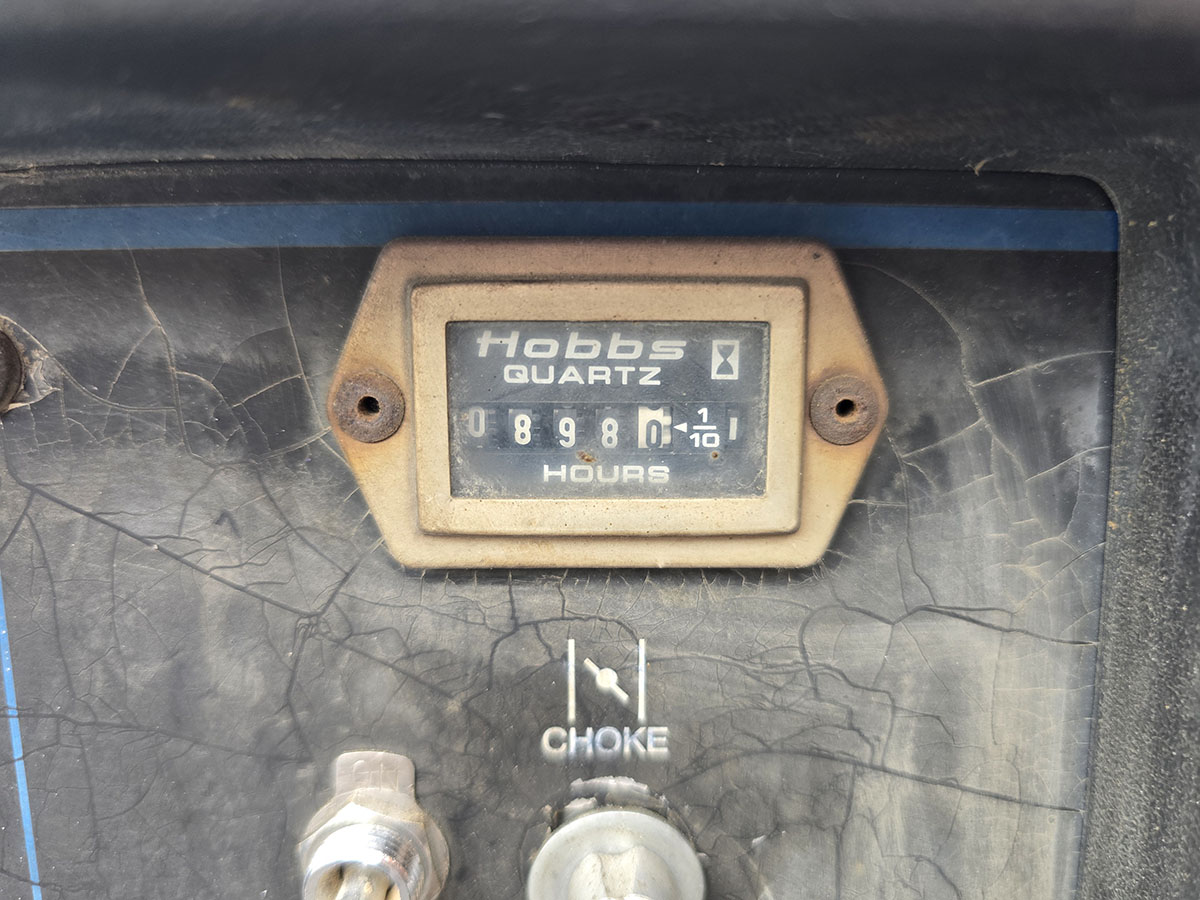 Hobbs
QUARTZ
0 8 9 8 0 ◄ 1/10
HOURS
CHOKE